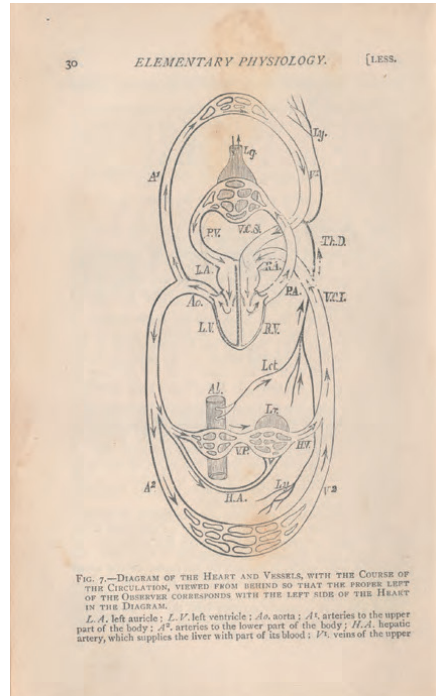 30 ELEMENTARY PHYSIOLOGY. [LESS.
Ly.
Lg.
A¹
V¹
P.V. V.C.S.
Th.D.
L.A. R.A.
Ao. P.A. V.C.I.
L.V. R.V.
Lct.
Al. Lr.
V.P. H.V.
A² H.A. Ly. V²
FIG. 7.—DIAGRAM OF THE HEART AND VESSELS, WITH THE COURSE OF
THE CIRCULATION, VIEWED FROM BEHIND SO THAT THE PROPER LEFT
OF THE OBSERVER CORRESPONDS WITH THE LEFT SIDE OF THE HEART
IN THE DIAGRAM.
L.A. left auricle; L.V. left ventricle; Ao. aorta; A¹. arteries to the upper
part of the body; A². arteries to the lower part of the body; H.A. hepatic
artery, which supplies the liver with part of its blood; V¹. veins of the upper